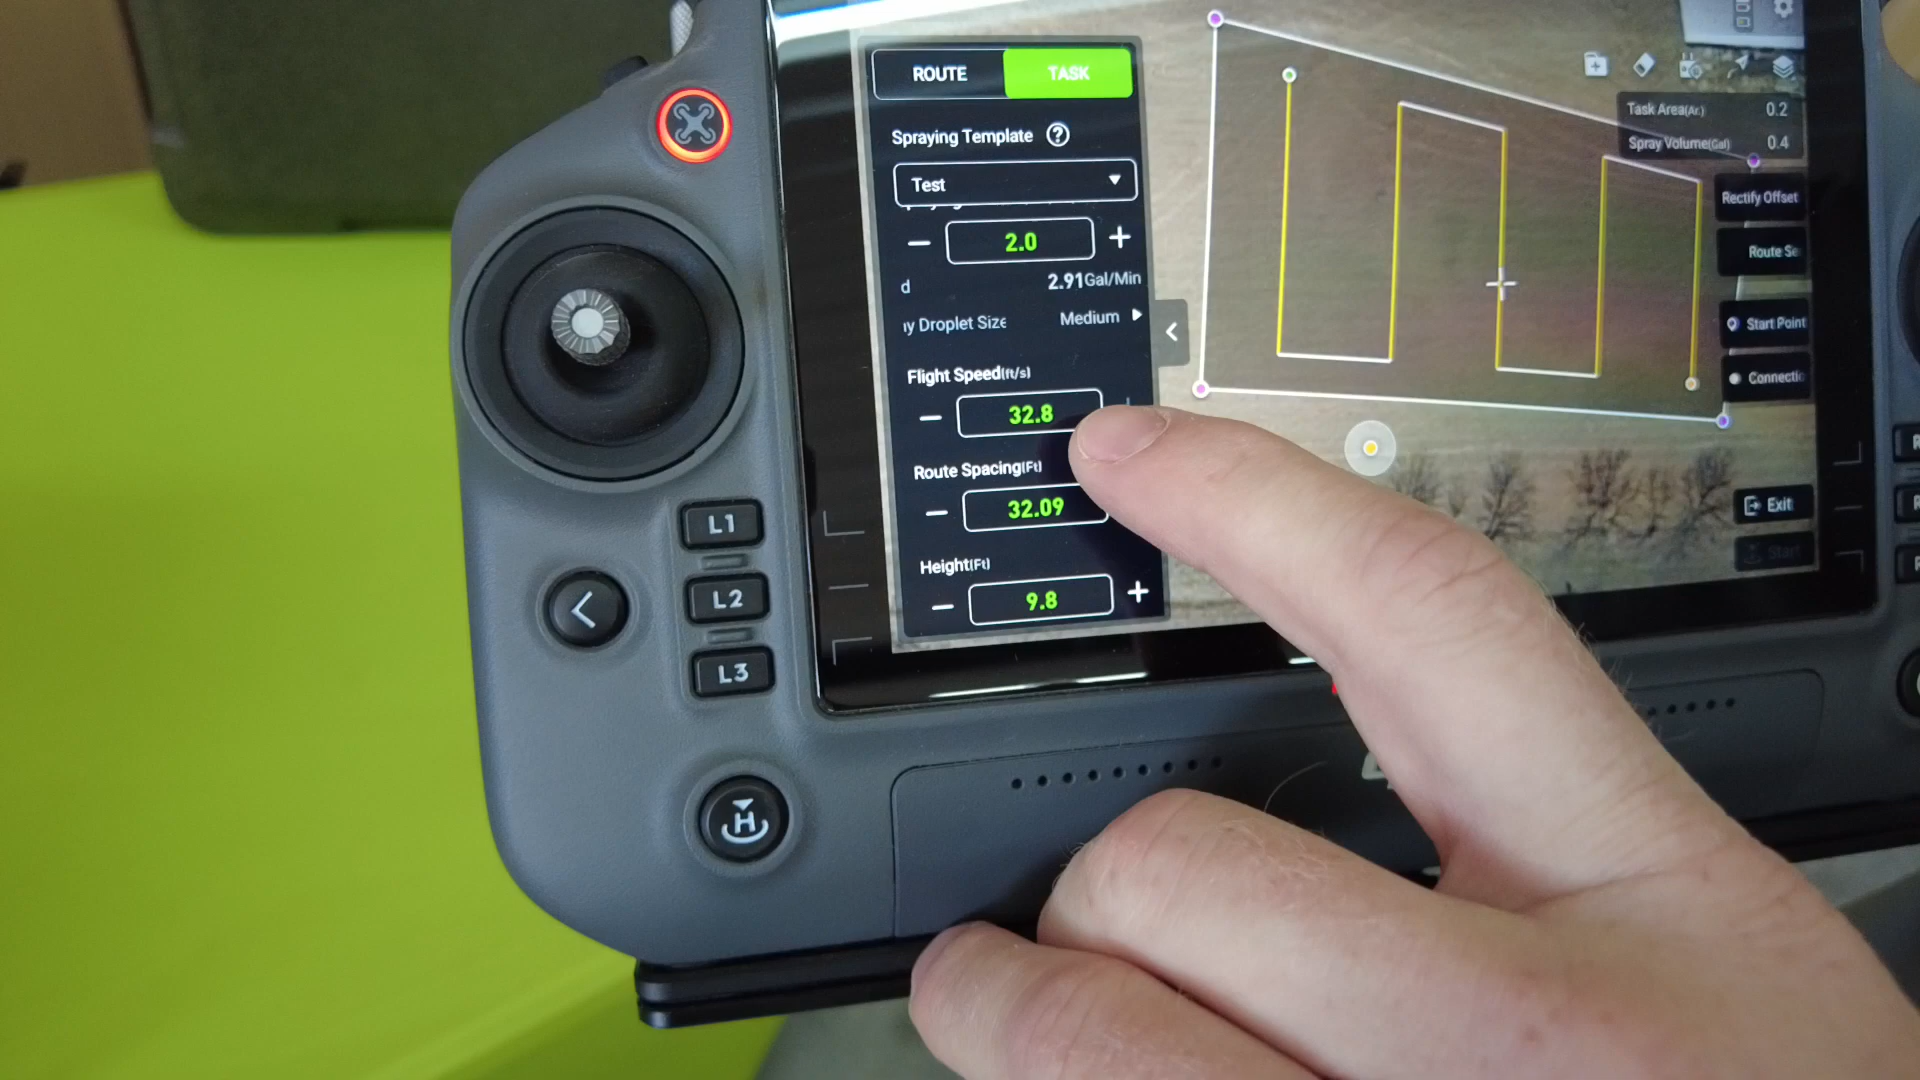 ROUTE TASK
Spraying Template ?
Test
2.0
d 2.91Gal/Min
y Droplet Size Medium
Flight Speed(ft/s)
32.8
Route Spacing(Ft)
32.09
Height(Ft)
9.8
Task Area(Ac) 0.2
Spray Volume(Gal) 0.4
Rectify Offset
Route Se
Start Point
Connectic
Exit
Start
L1
L2
L3
H